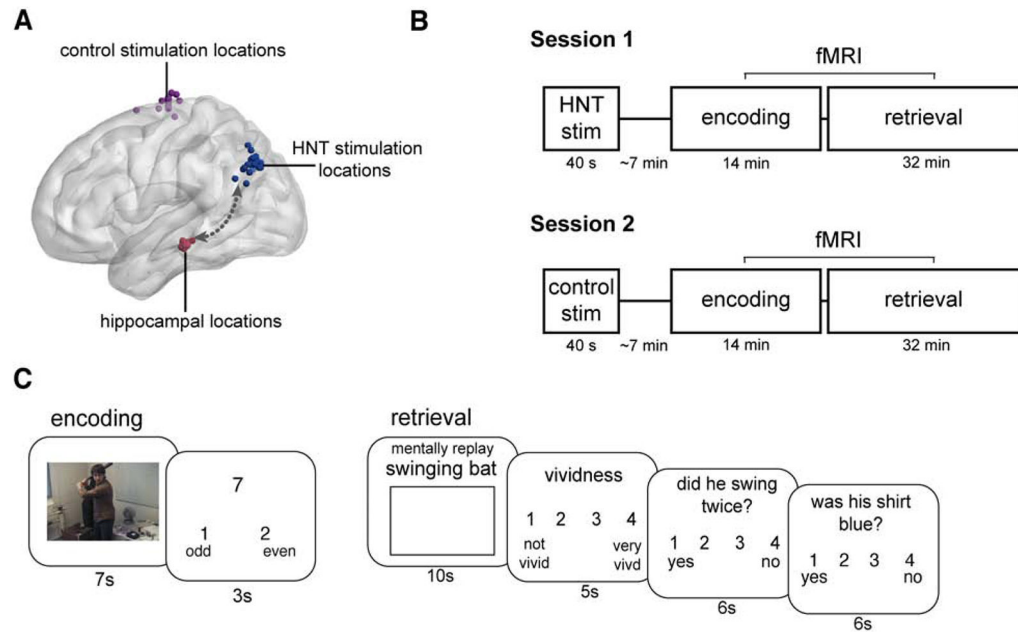 A
control stimulation locations
HNT stimulation
locations
hippocampal locations
B
Session 1
fMRI
HNT
stim
encoding
retrieval
40 s
~7 min
14 min
32 min
Session 2
fMRI
control
stim
encoding
retrieval
40 s
~7 min
14 min
32 min
C
encoding
7s
7
1
2
odd
even
3s
retrieval
mentally replay
swinging bat
10s
vividness
1 2 3 4
not
vivid
very
vivd
5s
did he swing
twice?
1 2 3 4
yes
no
6s
was his shirt
blue?
1 2 3 4
yes
no
6s